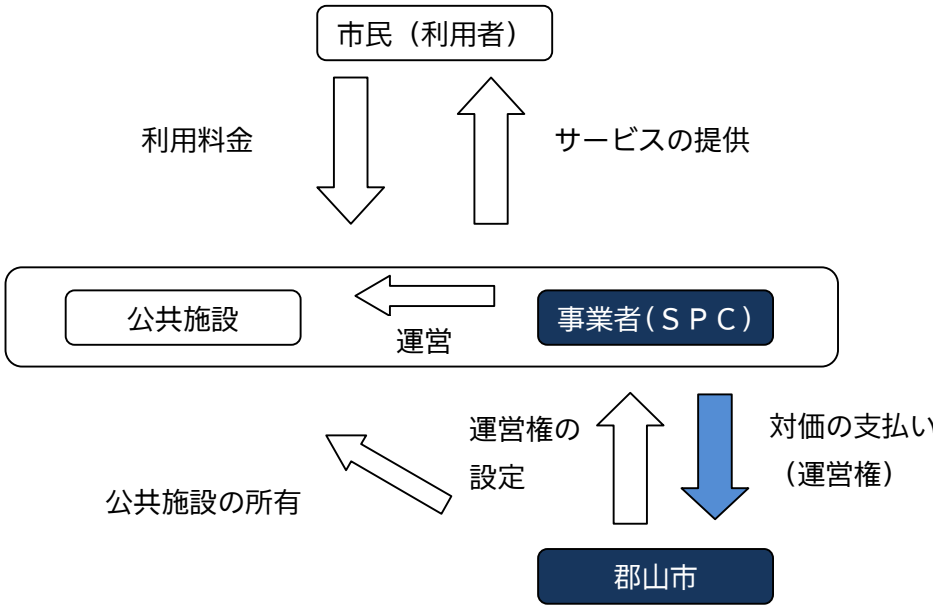 市民（利用者）
利用料金
サービスの提供
公共施設
運営
事業者(ＳＰＣ)
運営権の
設定
対価の支払い
（運営権）
公共施設の所有
郡山市